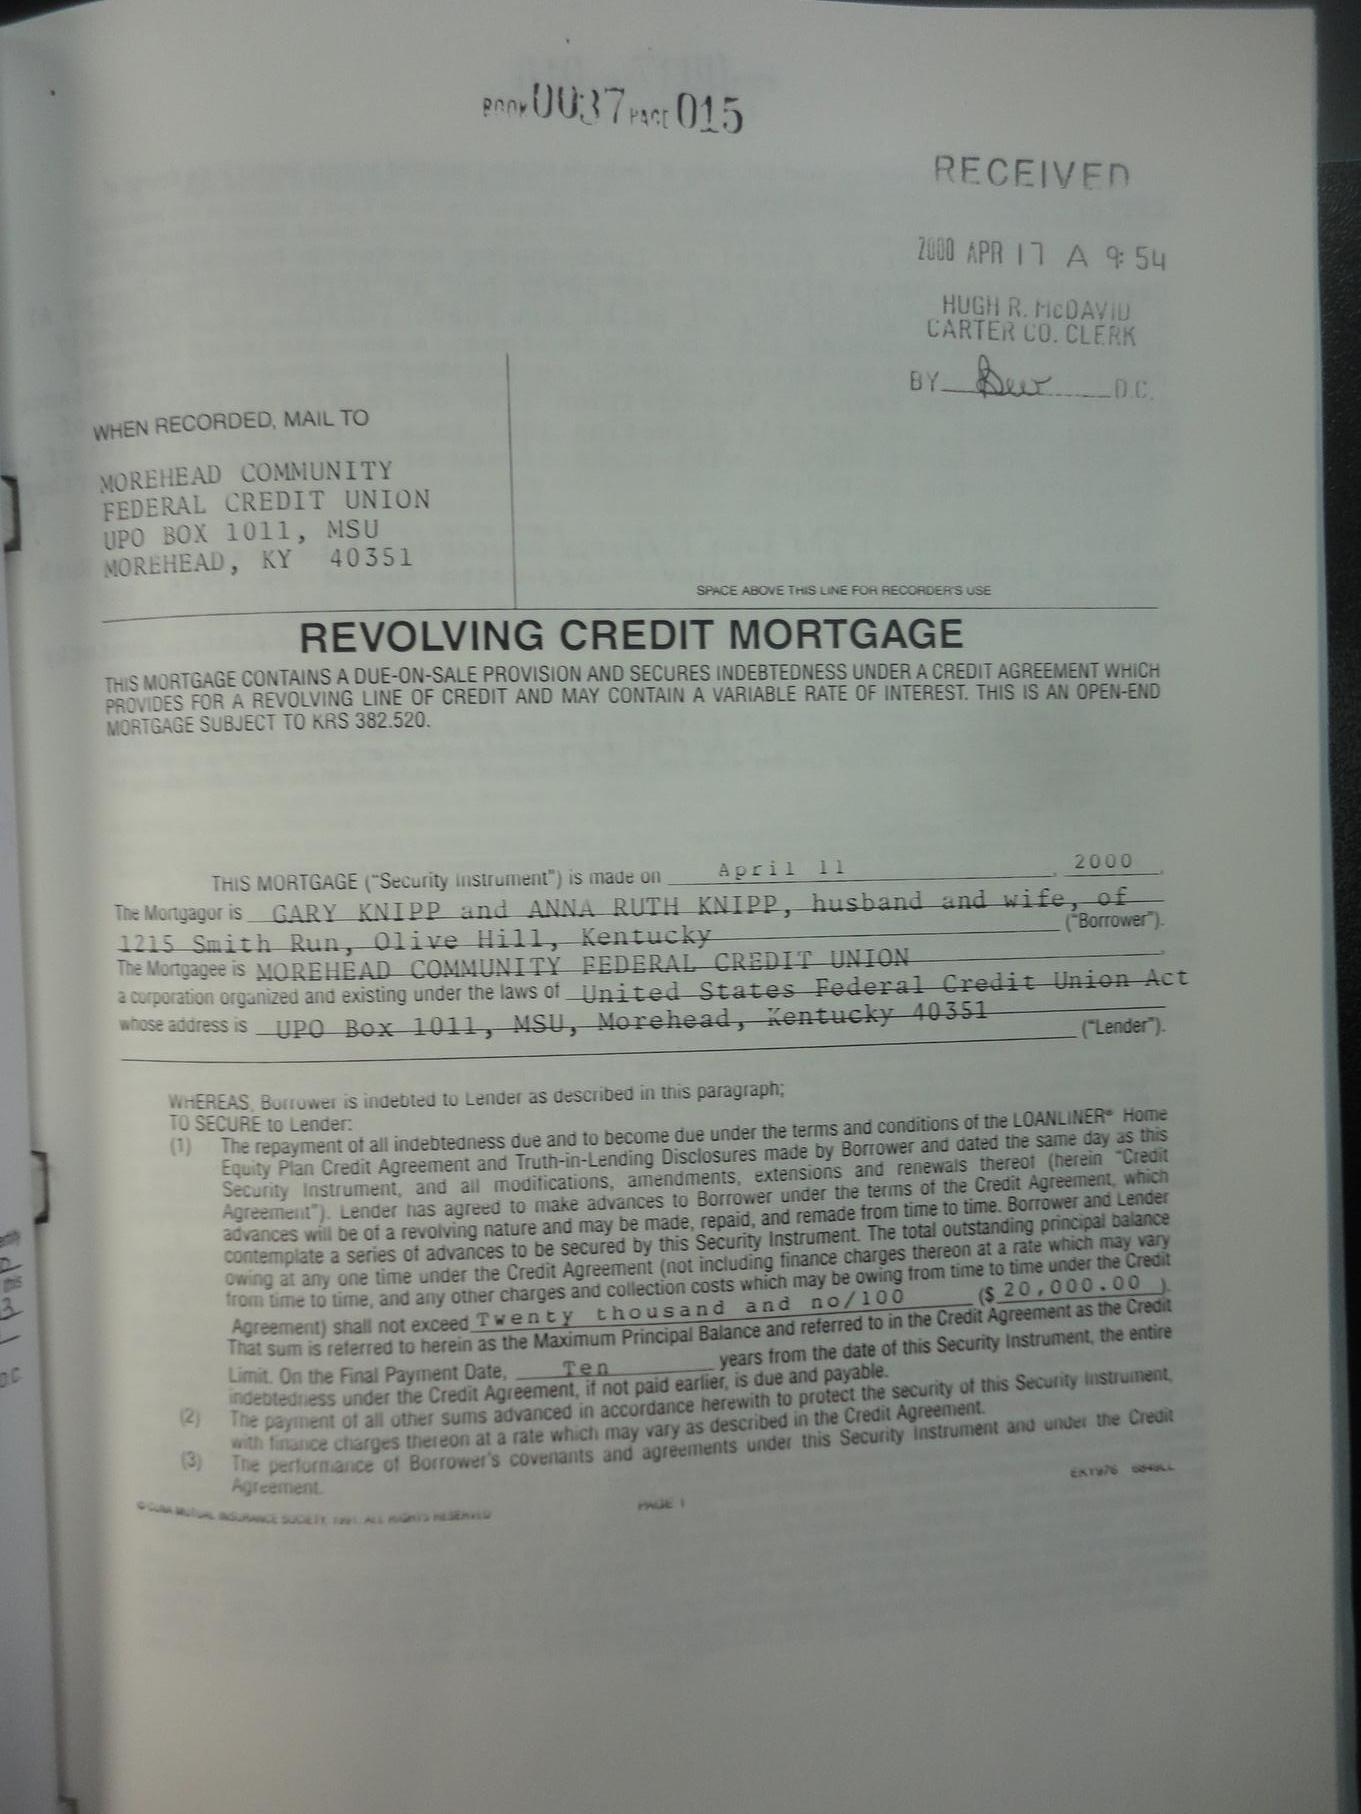 BOOK 0037 PAGE 015
RECEIVED
2000 APR 17 A 9:54
HUGH R. McDAVID
CARTER CO. CLERK
BY D.C.
WHEN RECORDED, MAIL TO
MOREHEAD COMMUNITY
FEDERAL CREDIT UNION
UPO BOX 1011, MSU
MOREHEAD, KY 40351
SPACE ABOVE THIS LINE FOR RECORDER'S USE
REVOLVING CREDIT MORTGAGE
THIS MORTGAGE CONTAINS A DUE-ON-SALE PROVISION AND SECURES INDEBTEDNESS UNDER A CREDIT AGREEMENT WHICH
PROVIDES FOR A REVOLVING LINE OF CREDIT AND MAY CONTAIN A VARIABLE RATE OF INTEREST. THIS IS AN OPEN-END
MORTGAGE SUBJECT TO KRS 382.520.
THIS MORTGAGE ("Security Instrument") is made on April 11, 2000.
The Mortgagor is GARY KNIPP and ANNA RUTH KNIPP, husband and wife, of
1215 Smith Run, Olive Hill, Kentucky ("Borrower").
The Mortgagee is MOREHEAD COMMUNITY FEDERAL CREDIT UNION,
a corporation organized and existing under the laws of United States Federal Credit Union Act
whose address is UPO Box 1011, MSU, Morehead, Kentucky 40351
("Lender").
WHEREAS, Borrower is indebted to Lender as described in this paragraph;
TO SECURE to Lender:
(1) The repayment of all indebtedness due and to become due under the terms and conditions of the LOANLINER® Home
Equity Plan Credit Agreement and Truth-in-Lending Disclosures made by Borrower and dated the same day as this
Security Instrument, and all modifications, amendments, extensions and renewals thereof (herein "Credit
Agreement"). Lender has agreed to make advances to Borrower under the terms of the Credit Agreement, which
advances will be of a revolving nature and may be made, repaid, and remade from time to time. Borrower and Lender
contemplate a series of advances to be secured by this Security Instrument. The total outstanding principal balance
owing at any one time under the Credit Agreement (not including finance charges thereon at a rate which may vary
from time to time, and any other charges and collection costs which may be owing from time to time under the Credit
Agreement) shall not exceed Twenty thousand and no/100 ($ 20,000.00 ).
That sum is referred to herein as the Maximum Principal Balance and referred to in the Credit Agreement as the Credit
Limit. On the Final Payment Date, Ten years from the date of this Security Instrument, the entire
indebtedness under the Credit Agreement, if not paid earlier, is due and payable.
(2) The payment of all other sums advanced in accordance herewith to protect the security of this Security Instrument,
with finance charges thereon at a rate which may vary as described in the Credit Agreement.
(3) The performance of Borrower's covenants and agreements under this Security Instrument and under the Credit
Agreement.
© CUNA MUTUAL INSURANCE SOCIETY, 1991, ALL RIGHTS RESERVED
PAGE 1